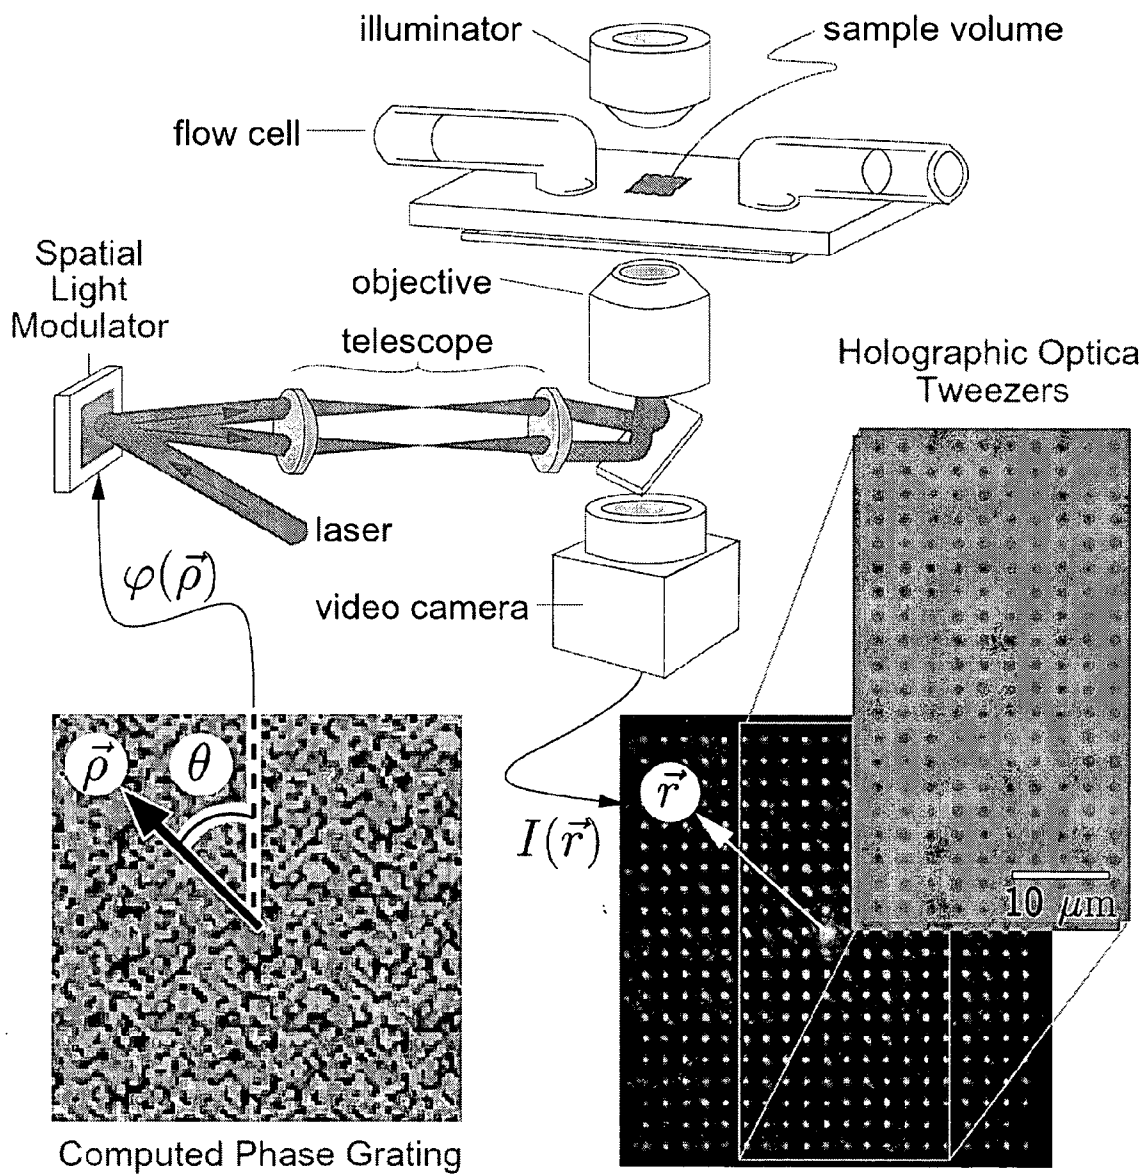 illuminator
sample volume
flow cell
Spatial
Light
Modulator
objective
telescope
Holographic Optical
Tweezers
laser
φ(ρ⃗)
video camera
ρ⃗
θ
r⃗
I(r⃗)
10 μm
Computed Phase Grating